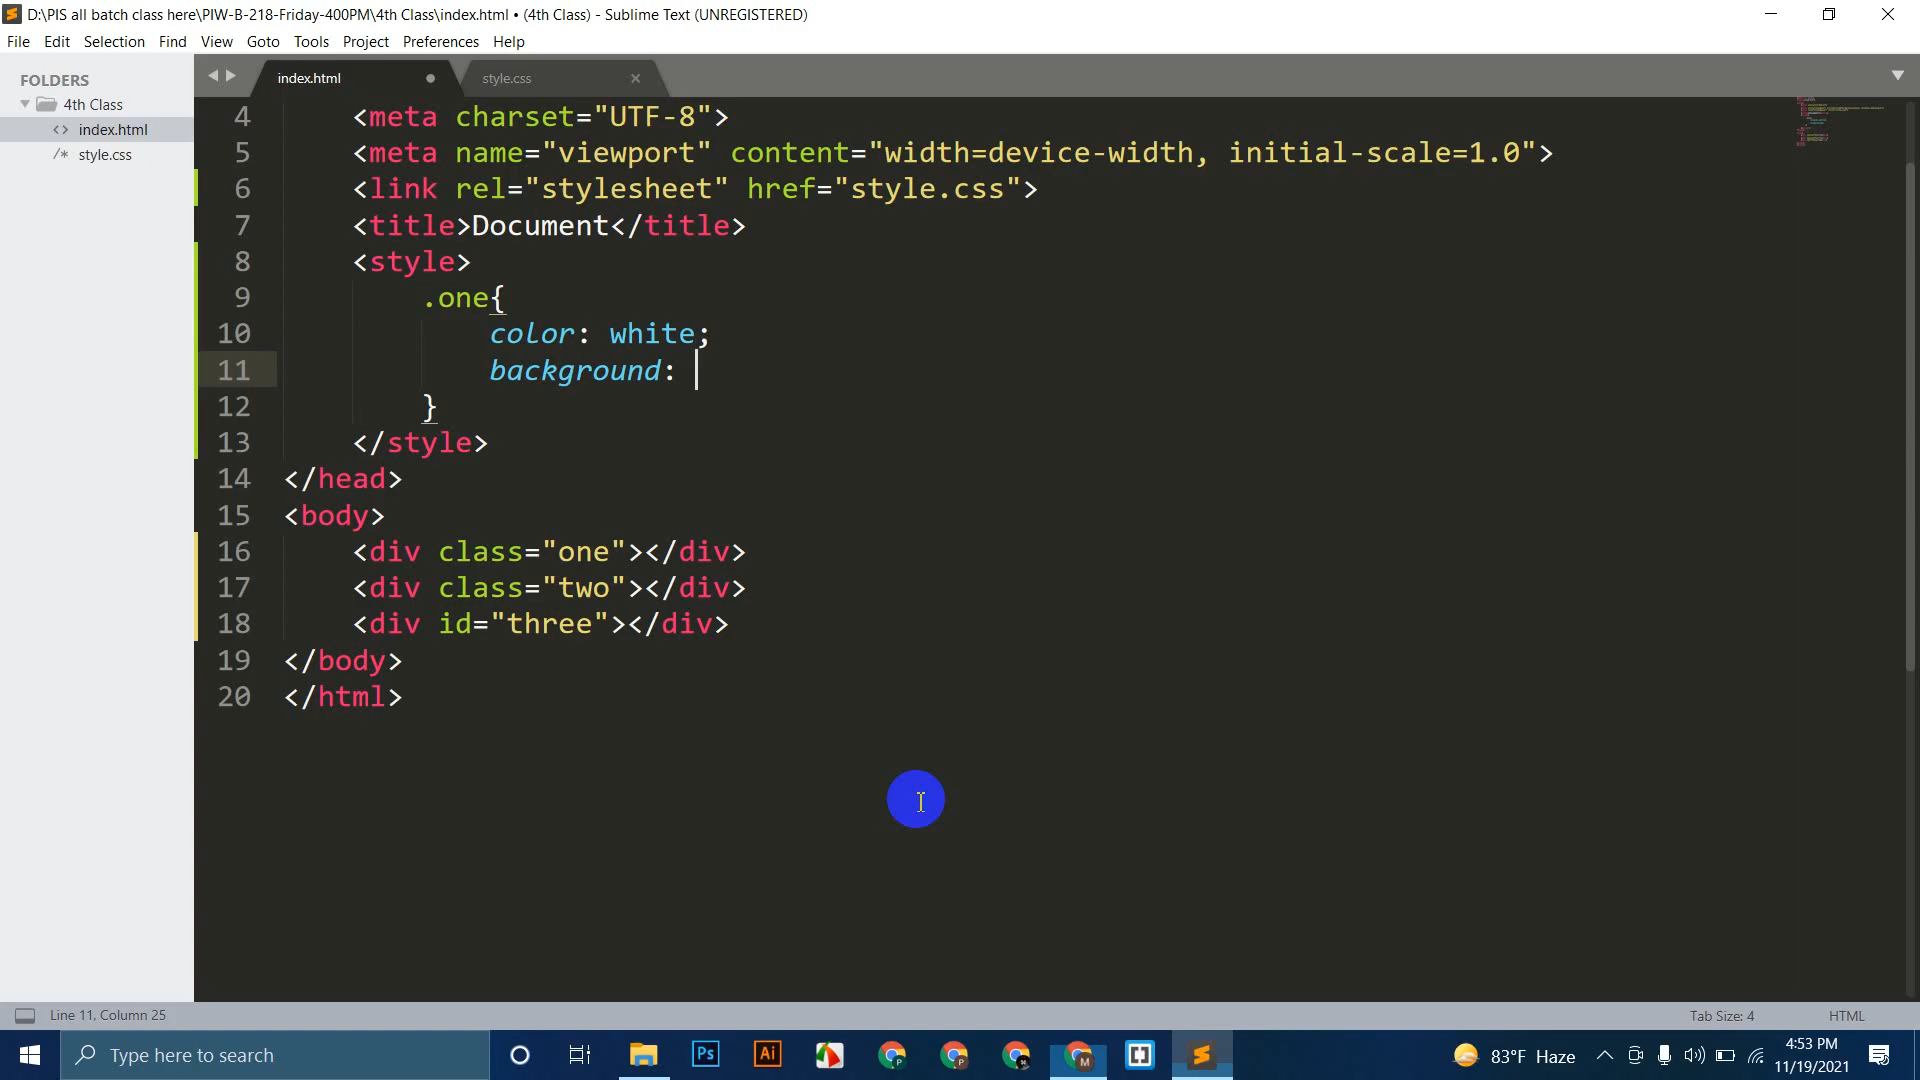 D:\PIS all batch class here\PIW-B-218-Friday-400PM\4th Class\index.html • (4th Class) - Sublime Text (UNREGISTERED)
File Edit Selection Find View Goto Tools Project Preferences Help
FOLDERS
4th Class
<> index.html
/* style.css
index.html
style.css
4 <meta charset="UTF-8">
5 <meta name="viewport" content="width=device-width, initial-scale=1.0">
6 <link rel="stylesheet" href="style.css">
7 <title>Document</title>
8 <style>
9 .one{
10 color: white;
11 background:
12 }
13 </style>
14 </head>
15 <body>
16 <div class="one"></div>
17 <div class="two"></div>
18 <div id="three"></div>
19 </body>
20 </html>
Line 11, Column 25
Tab Size: 4
HTML
Type here to search
Ps
Ai
83°F Haze
4:53 PM
11/19/2021